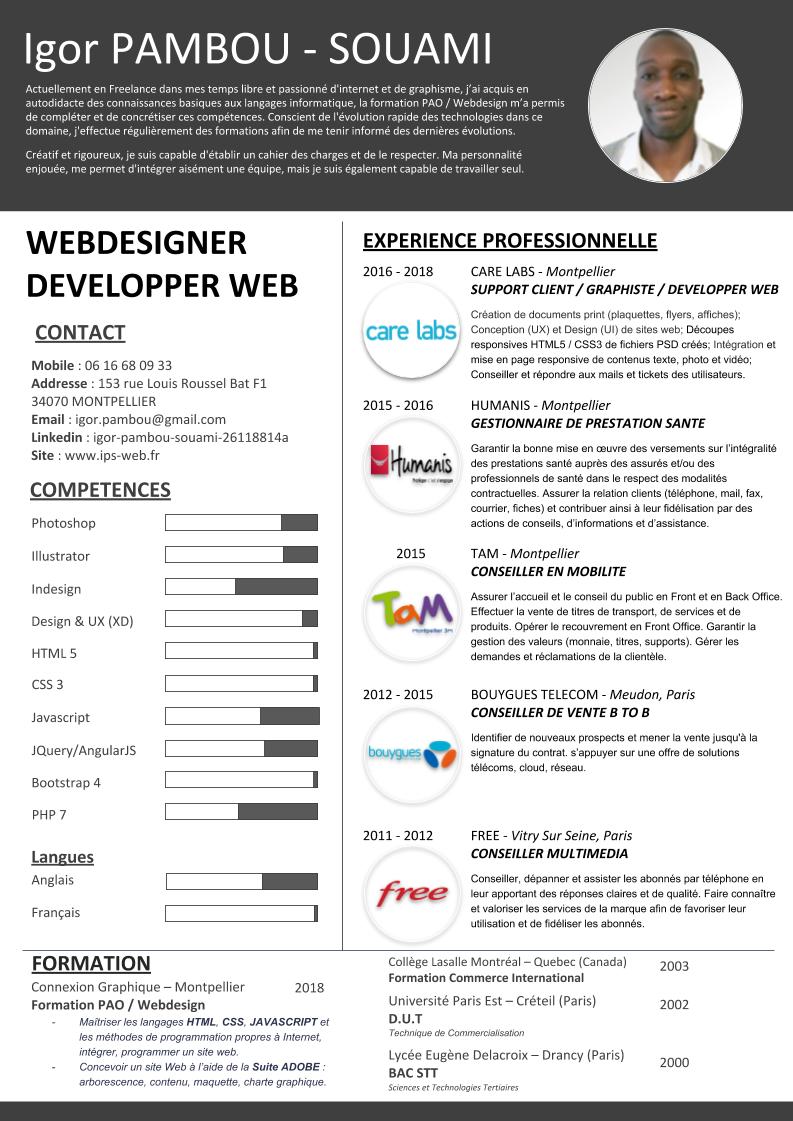 Igor PAMBOU - SOUAMI
Actuellement en Freelance dans mes temps libre et passionné d'internet et de graphisme, j'ai acquis en
autodidacte des connaissances basiques aux langages informatique, la formation PAO / Webdesign m'a permis
de compléter et de concrétiser ces compétences. Conscient de l'évolution rapide des technologies dans ce
domaine, j'effectue régulièrement des formations afin de me tenir informé des dernières évolutions.
Créatif et rigoureux, je suis capable d'établir un cahier des charges et de le respecter. Ma personnalité
enjouée, me permet d'intégrer aisément une équipe, mais je suis également capable de travailler seul.
WEBDESIGNER
DEVELOPPER WEB
CONTACT
Mobile : 06 16 68 09 33
Addresse : 153 rue Louis Roussel Bat F1
34070 MONTPELLIER
Email : igor.pambou@gmail.com
Linkedin : igor-pambou-souami-26118814a
Site : www.ips-web.fr
COMPETENCES
Photoshop
Illustrator
Indesign
Design & UX (XD)
HTML 5
CSS 3
Javascript
JQuery/AngularJS
Bootstrap 4
PHP 7
Langues
Anglais
Français
EXPERIENCE PROFESSIONNELLE
2016 - 2018 CARE LABS - Montpellier
SUPPORT CLIENT / GRAPHISTE / DEVELOPPER WEB
care labs
Création de documents print (plaquettes, flyers, affiches);
Conception (UX) et Design (UI) de sites web; Découpes
responsives HTML5 / CSS3 de fichiers PSD créés; Intégration et
mise en page responsive de contenus texte, photo et vidéo;
Conseiller et répondre aux mails et tickets des utilisateurs.
2015 - 2016 HUMANIS - Montpellier
GESTIONNAIRE DE PRESTATION SANTE
Humanis
Garantir la bonne mise en œuvre des versements sur l'intégralité
des prestations santé auprès des assurés et/ou des
professionnels de santé dans le respect des modalités
contractuelles. Assurer la relation clients (téléphone, mail, fax,
courrier, fiches) et contribuer ainsi à leur fidélisation par des
actions de conseils, d'informations et d'assistance.
2015 TAM - Montpellier
CONSEILLER EN MOBILITE
TaM
Montpellier 3m
Assurer l'accueil et le conseil du public en Front et en Back Office.
Effectuer la vente de titres de transport, de services et de
produits. Opérer le recouvrement en Front Office. Garantir la
gestion des valeurs (monnaie, titres, supports). Gérer les
demandes et réclamations de la clientèle.
2012 - 2015 BOUYGUES TELECOM - Meudon, Paris
CONSEILLER DE VENTE B TO B
bouygues
Identifier de nouveaux prospects et mener la vente jusqu'à la
signature du contrat. s'appuyer sur une offre de solutions
télécoms, cloud, réseau.
2011 - 2012 FREE - Vitry Sur Seine, Paris
CONSEILLER MULTIMEDIA
free
Conseiller, dépanner et assister les abonnés par téléphone en
leur apportant des réponses claires et de qualité. Faire connaître
et valoriser les services de la marque afin de favoriser leur
utilisation et de fidéliser les abonnés.
FORMATION
Connexion Graphique – Montpellier 2018
Formation PAO / Webdesign
- Maîtriser les langages HTML, CSS, JAVASCRIPT et
les méthodes de programmation propres à Internet,
intégrer, programmer un site web.
- Concevoir un site Web à l'aide de la Suite ADOBE :
arborescence, contenu, maquette, charte graphique.
Collège Lasalle Montréal – Quebec (Canada) 2003
Formation Commerce International
Université Paris Est – Créteil (Paris) 2002
D.U.T
Technique de Commercialisation
Lycée Eugène Delacroix – Drancy (Paris) 2000
BAC STT
Sciences et Technologies Tertiaires